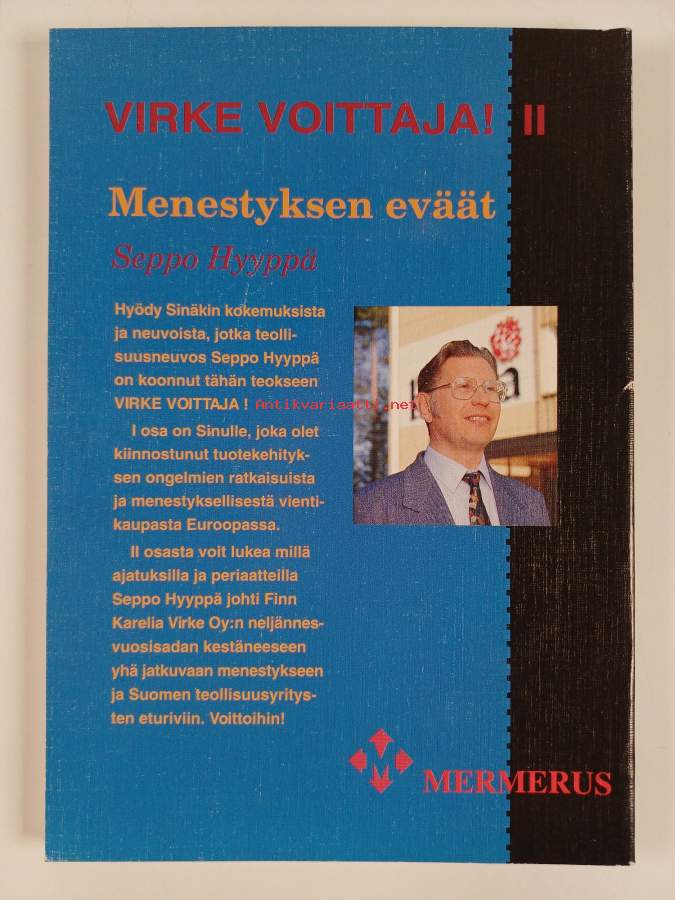 VIRKE VOITTAJA! II
Menestyksen eväät
Seppo Hyyppä
Hyödy Sinäkin kokemuksista
ja neuvoista, jotka teolli-
suusneuvos Seppo Hyyppä
on koonnut tähän teokseen
VIRKE VOITTAJA !
Antikvariaatti.net
I osa on Sinulle, joka olet
kiinnostunut tuotekehityk-
sen ongelmien ratkaisuista
ja menestyksellisestä vienti-
kaupasta Euroopassa.
II osasta voit lukea millä
ajatuksilla ja periaatteilla
Seppo Hyyppä johti Finn
Karelia Virke Oy:n neljännes-
vuosisadan kestäneeseen
yhä jatkuvaan menestykseen
ja Suomen teollisuusyritys-
ten eturiviin. Voittoihin!
M
MERMERUS